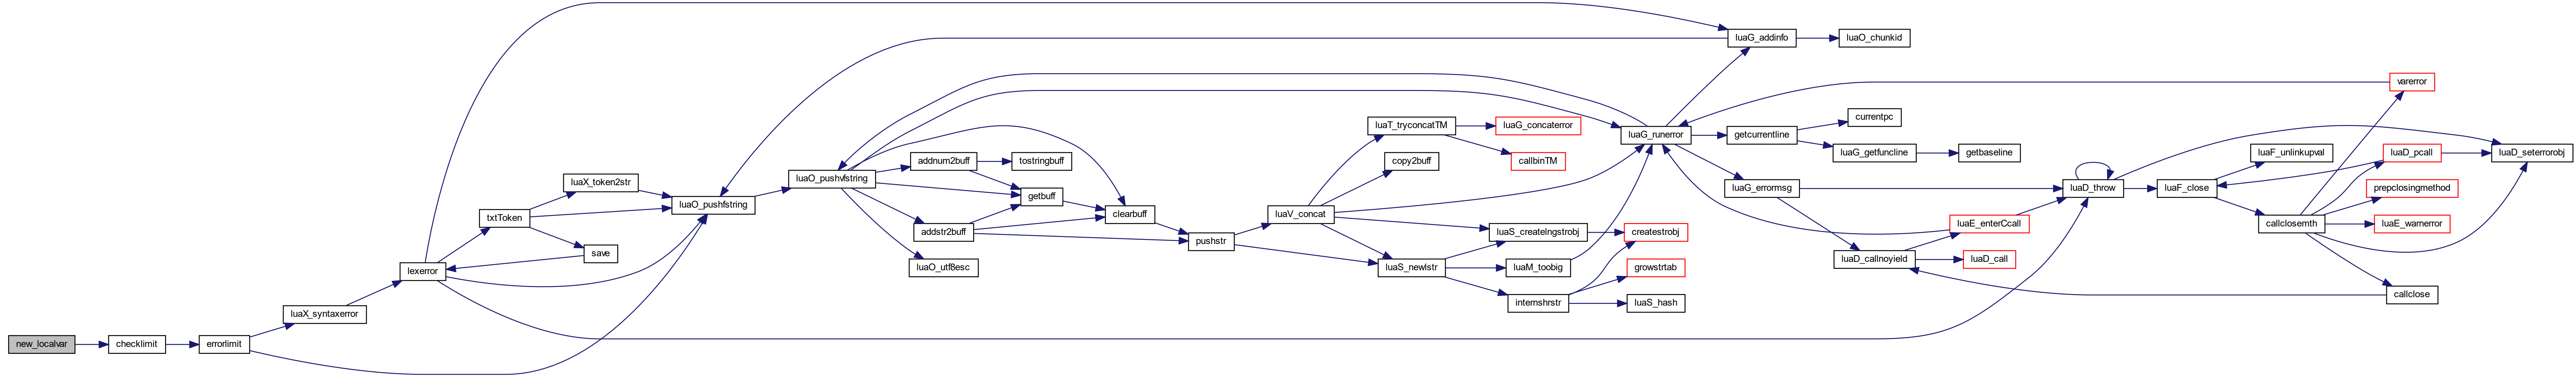 new_localvar
checklimit
errorlimit
luaX_syntaxerror
lexerror
txtToken
luaX_token2str
save
luaO_pushfstring
luaO_pushvfstring
addnum2buff
tostringbuff
getbuff
addstr2buff
luaO_utf8esc
clearbuff
pushstr
luaV_concat
luaT_tryconcatTM
luaG_concaterror
callbinTM
copy2buff
luaS_createlngstrobj
createstrobj
luaS_newlstr
luaM_toobig
internshrstr
growstrtab
luaS_hash
luaG_runerror
luaG_addinfo
luaO_chunkid
getcurrentline
currentpc
luaG_getfuncline
getbaseline
luaG_errormsg
luaD_callnoyield
luaE_enterCcall
luaD_call
luaD_throw
luaF_close
luaF_unlinkupval
callclosemth
varerror
luaD_pcall
prepclosingmethod
luaE_warnerror
callclose
luaD_seterrorobj